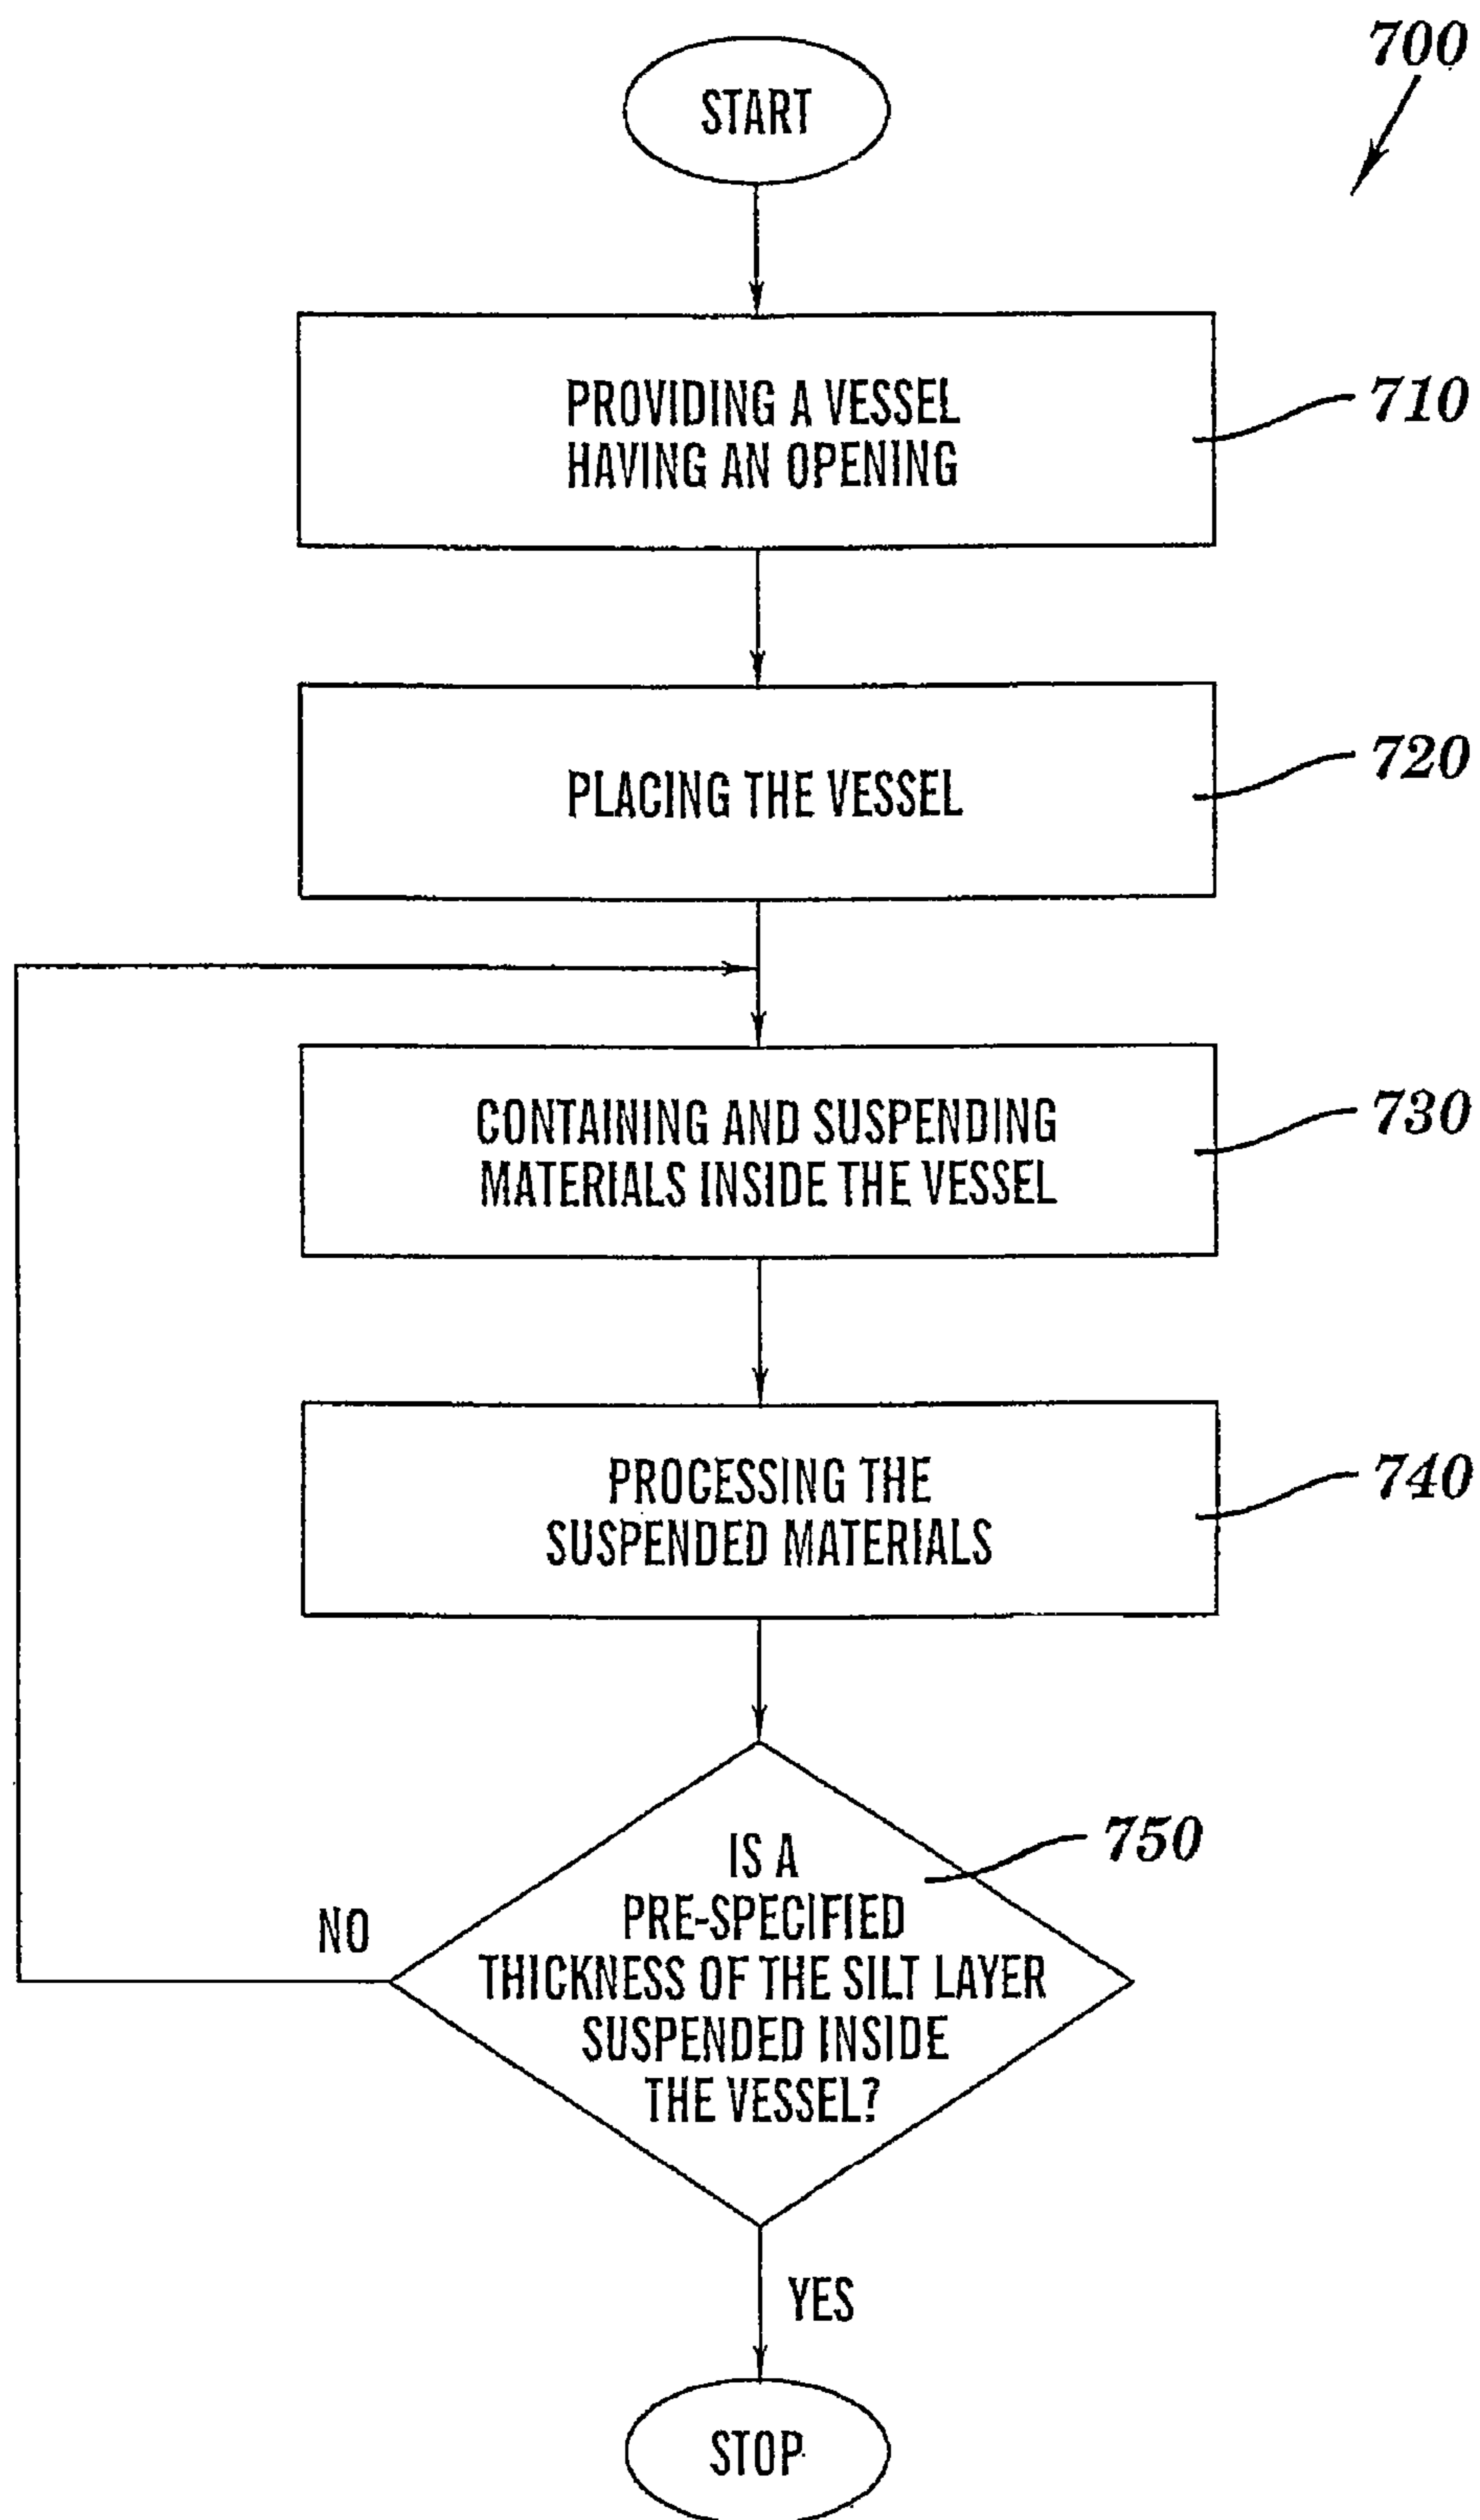 700
START
PROVIDING A VESSEL
HAVING AN OPENING
710
PLACING THE VESSEL
720
CONTAINING AND SUSPENDING
MATERIALS INSIDE THE VESSEL
730
PROCESSING THE
SUSPENDED MATERIALS
740
IS A
PRE-SPECIFIED
THICKNESS OF THE SILT LAYER
SUSPENDED INSIDE
THE VESSEL?
750
NO
YES
STOP